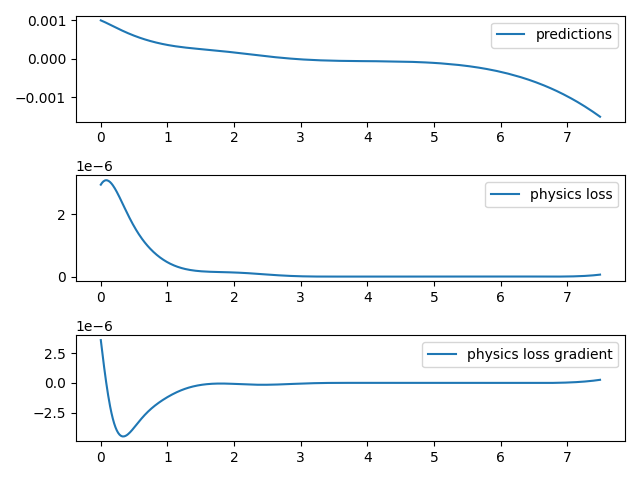 0.001
0.000
−0.001
predictions
0 1 2 3 4 5 6 7
1e−6
2
0
physics loss
0 1 2 3 4 5 6 7
1e−6
2.5
0.0
−2.5
physics loss gradient
0 1 2 3 4 5 6 7